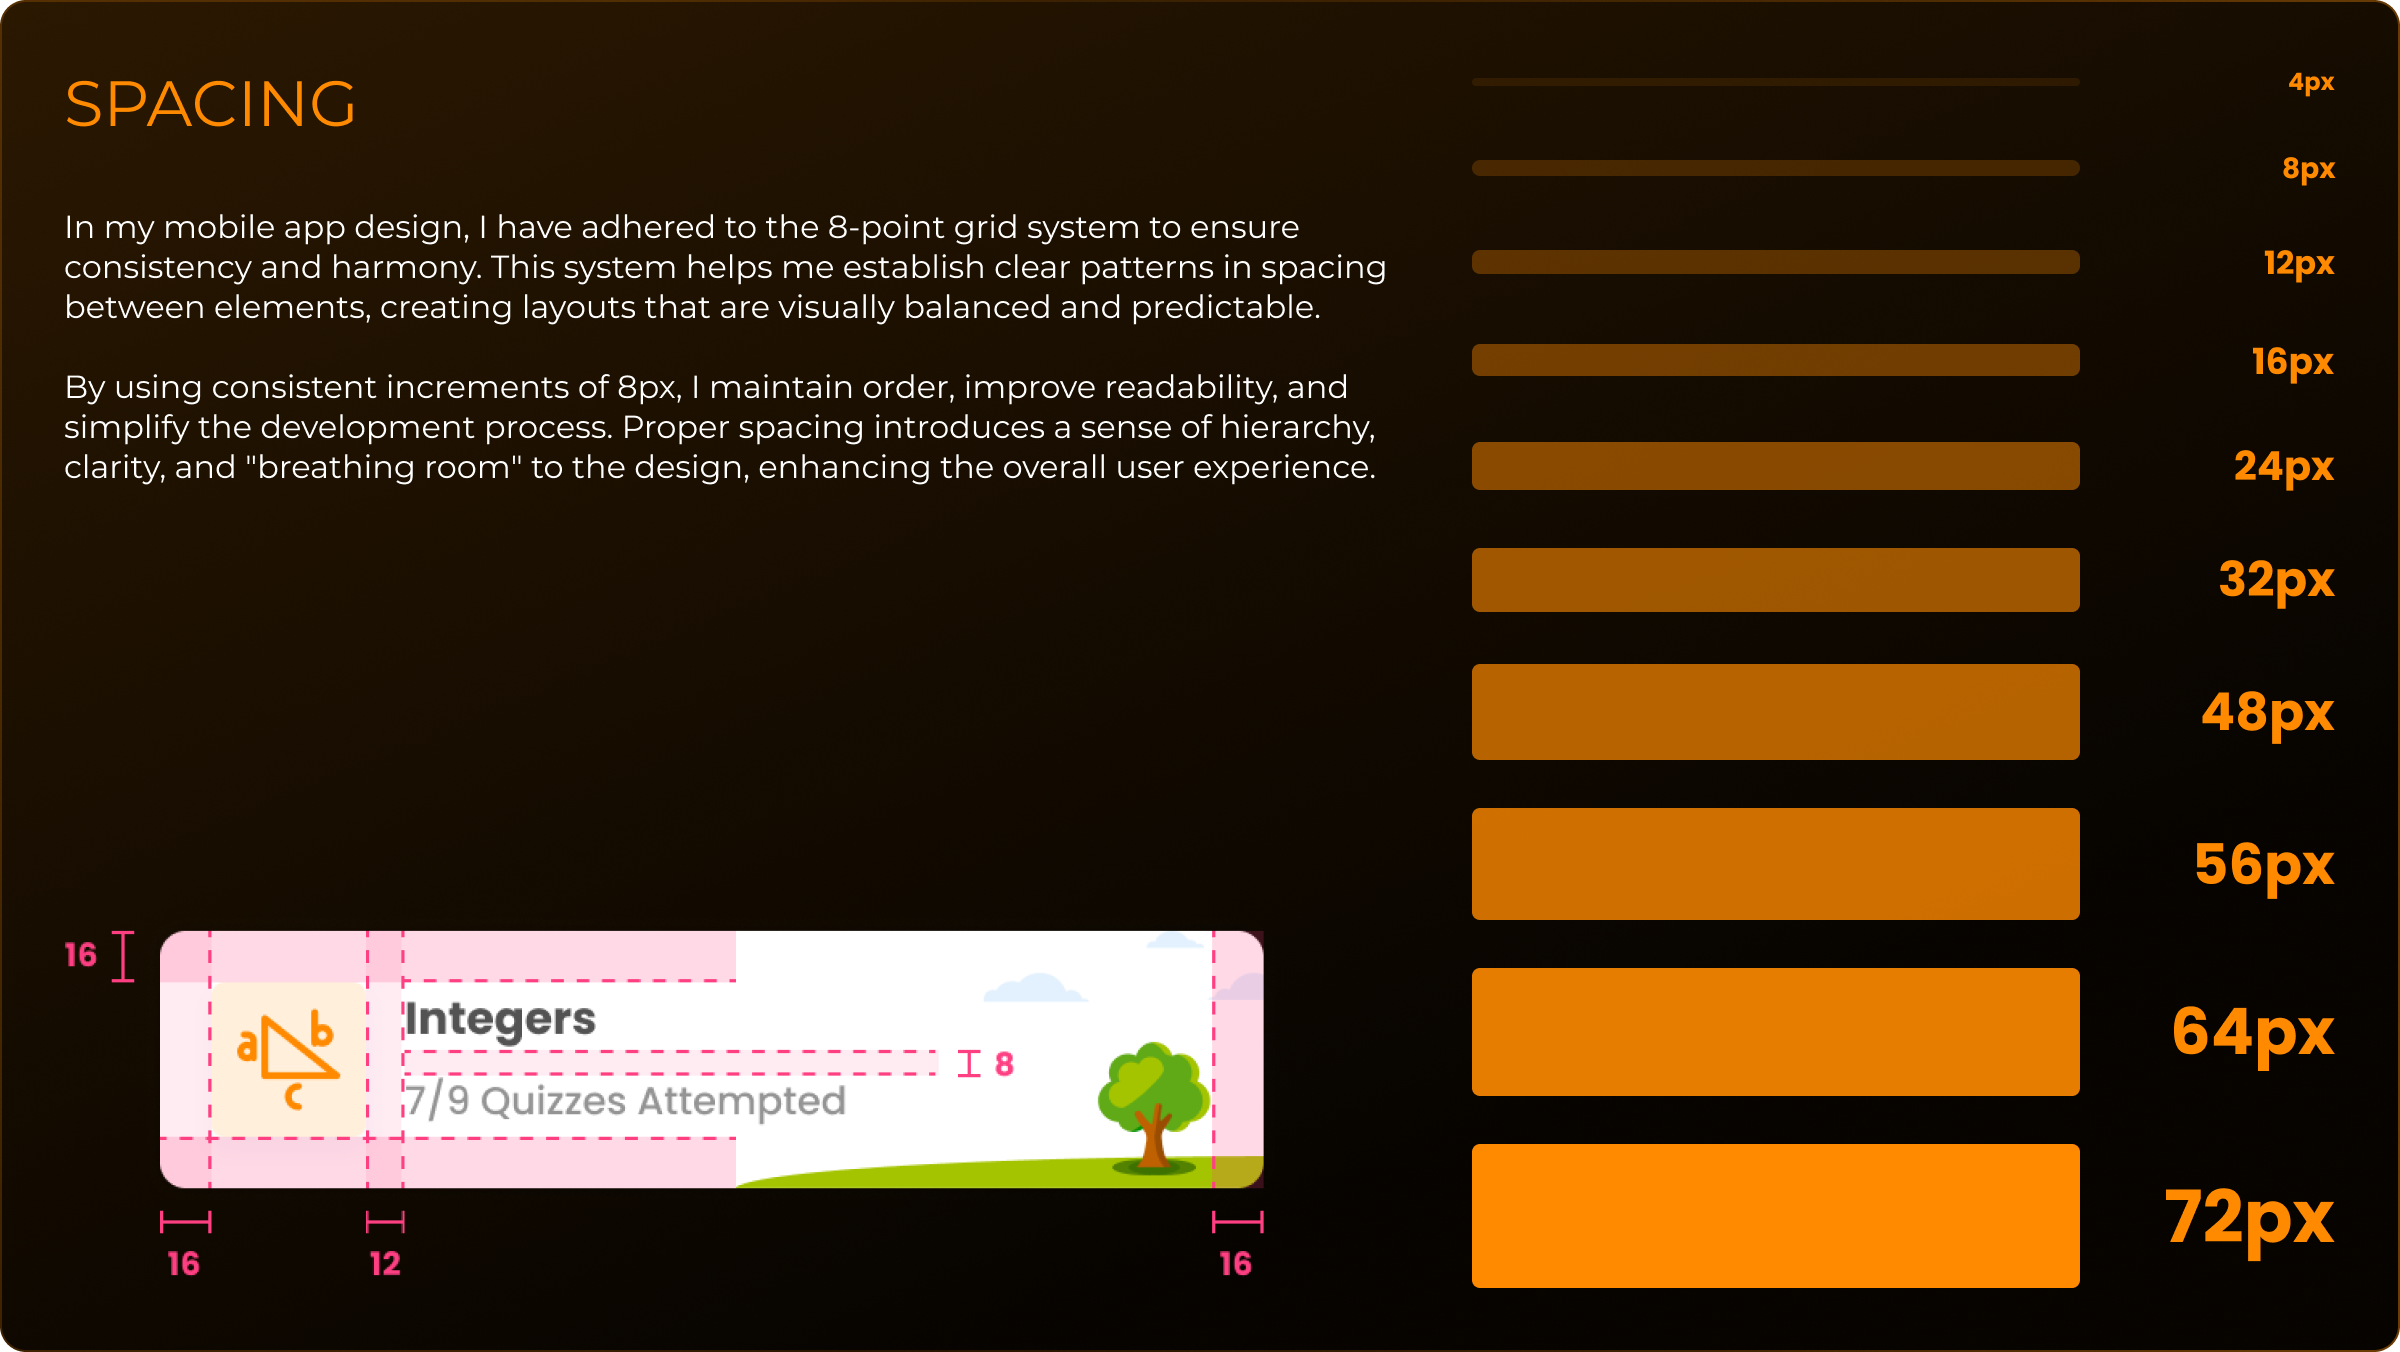 SPACING
In my mobile app design, I have adhered to the 8-point grid system to ensure
consistency and harmony. This system helps me establish clear patterns in spacing
between elements, creating layouts that are visually balanced and predictable.
By using consistent increments of 8px, I maintain order, improve readability, and
simplify the development process. Proper spacing introduces a sense of hierarchy,
clarity, and "breathing room" to the design, enhancing the overall user experience.
16
a b
c
Integers
8
7/9 Quizzes Attempted
16
12
16
4px
8px
12px
16px
24px
32px
48px
56px
64px
72px